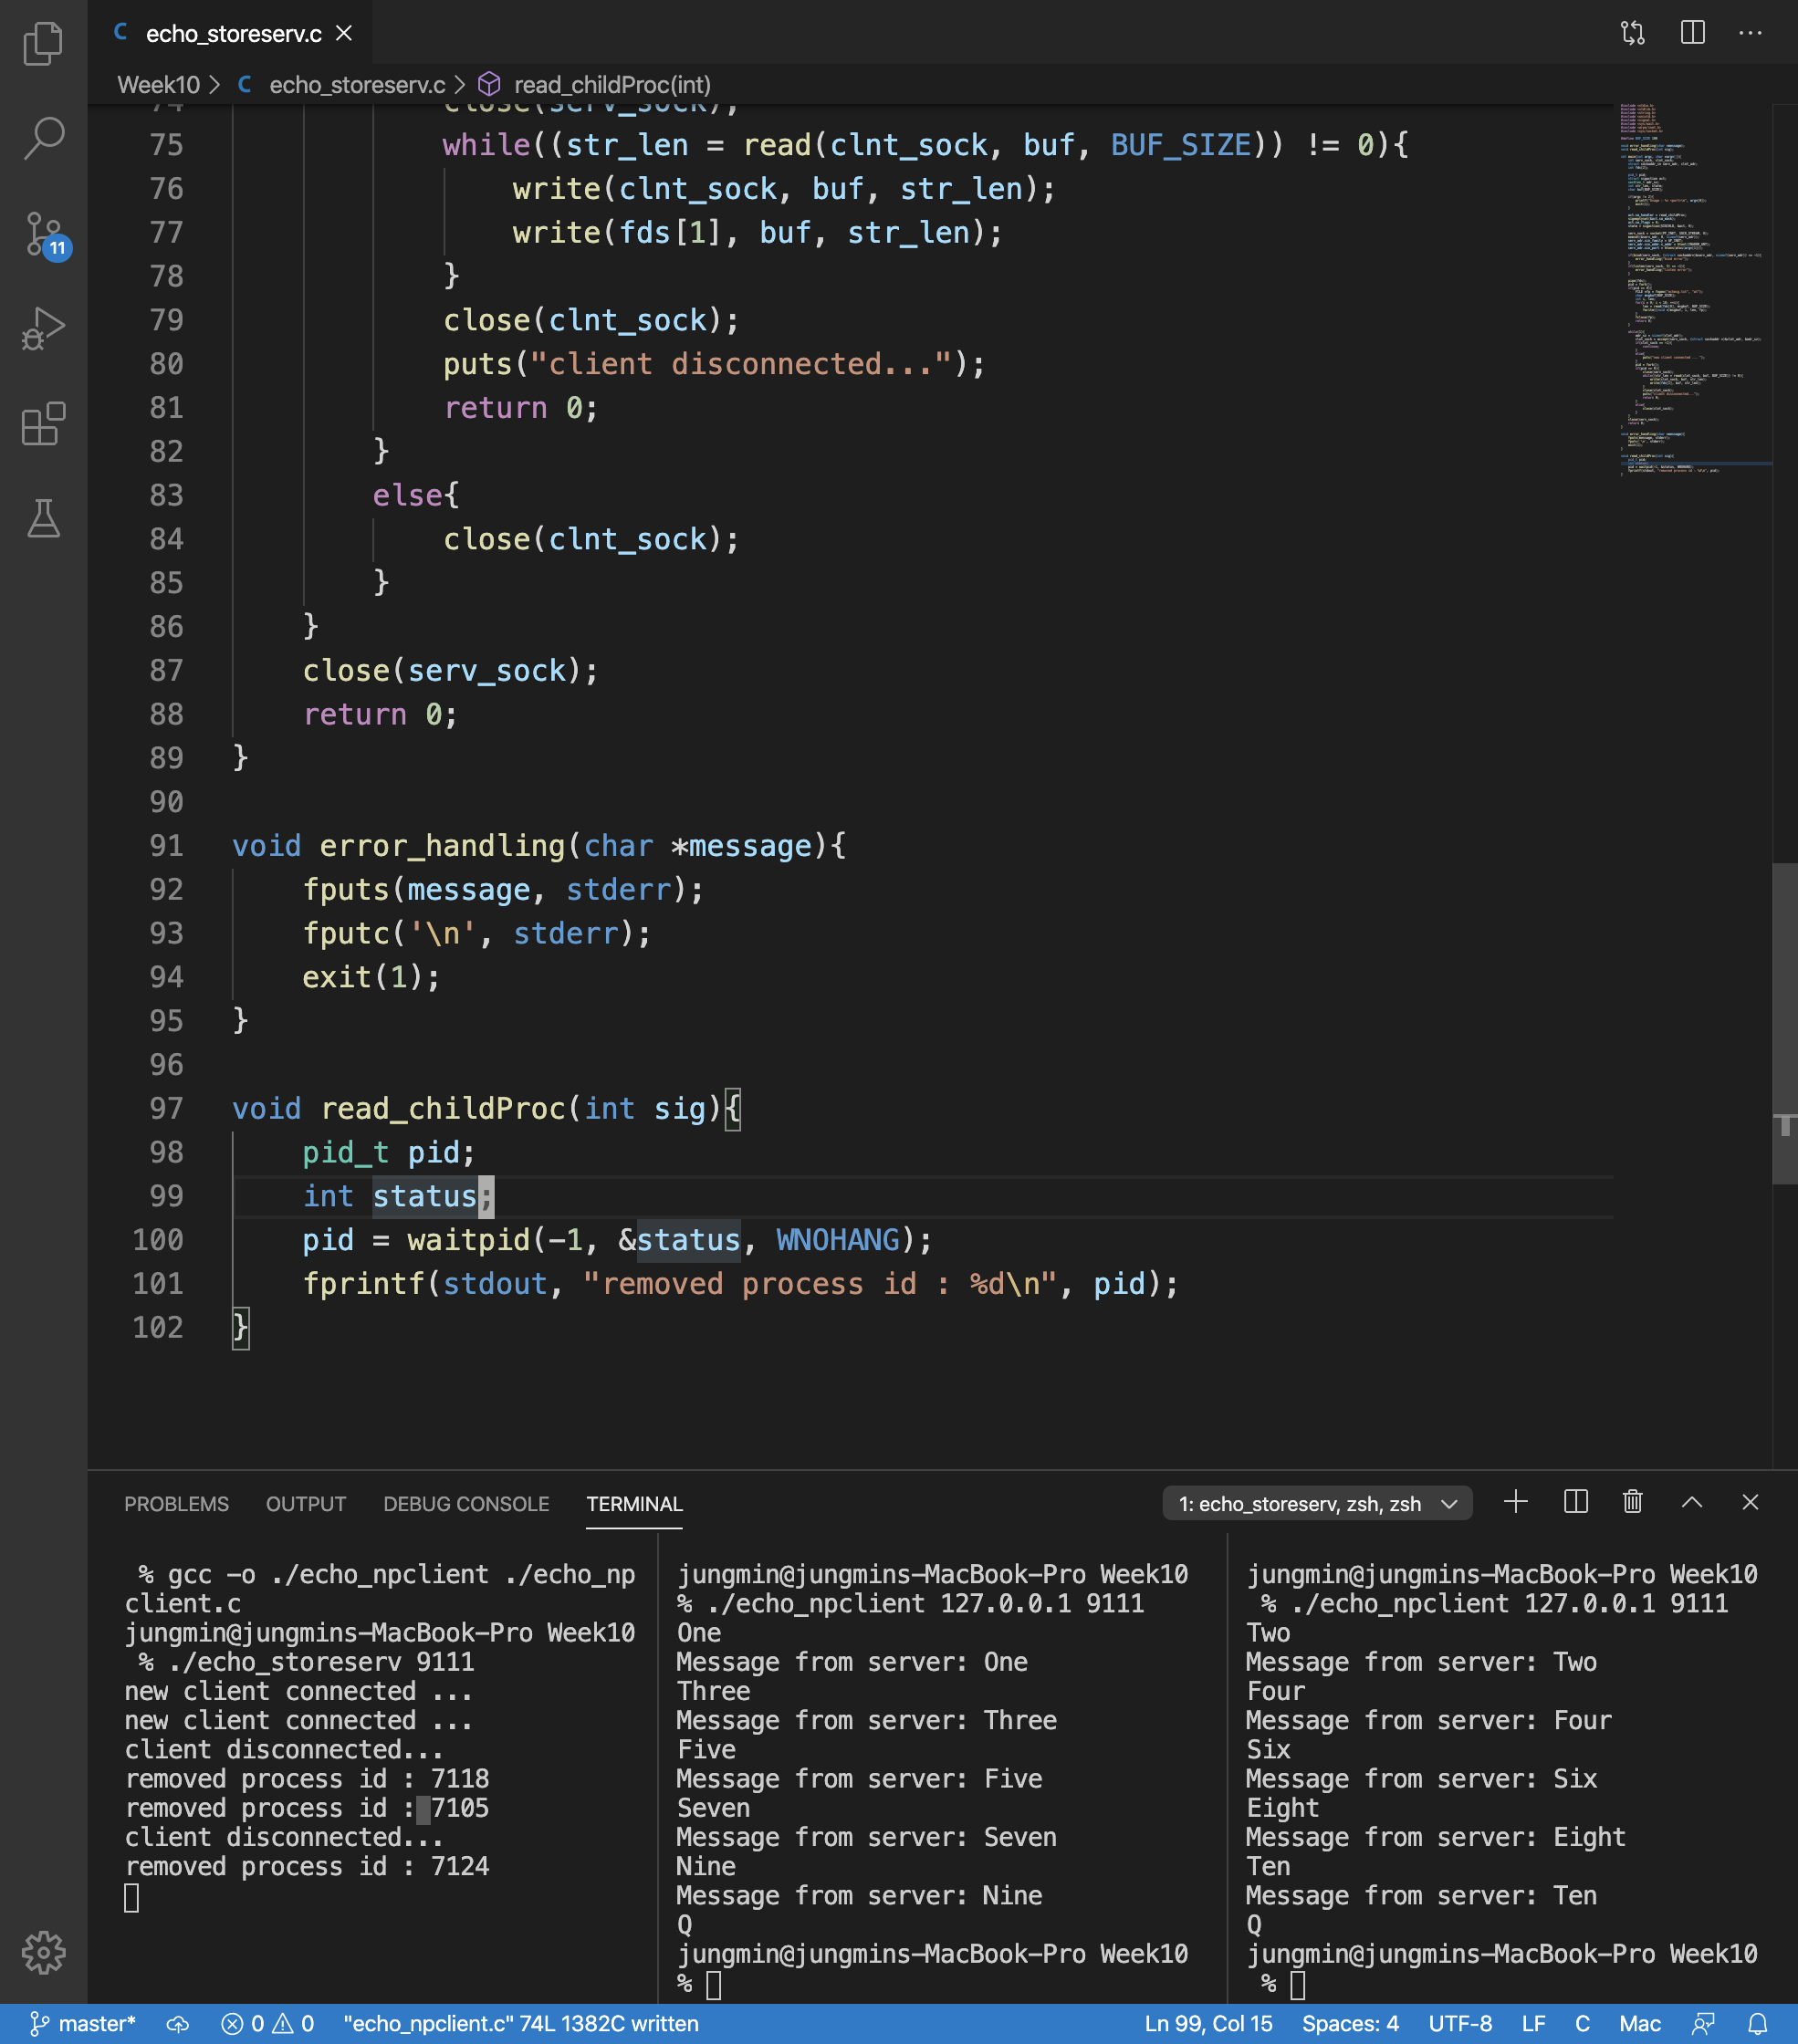 echo_storeserv.c
Week10 > C echo_storeserv.c > read_childProc(int)
74 close(serv_sock);
75 while((str_len = read(clnt_sock, buf, BUF_SIZE)) != 0){
76 write(clnt_sock, buf, str_len);
77 write(fds[1], buf, str_len);
78 }
79 close(clnt_sock);
80 puts("client disconnected...");
81 return 0;
82 }
83 else{
84 close(clnt_sock);
85 }
86 }
87 close(serv_sock);
88 return 0;
89 }
90
91 void error_handling(char *message){
92 fputs(message, stderr);
93 fputc('\n', stderr);
94 exit(1);
95 }
96
97 void read_childProc(int sig){
98 pid_t pid;
99 int status;
100 pid = waitpid(-1, &status, WNOHANG);
101 fprintf(stdout, "removed process id : %d\n", pid);
102 }
11
PROBLEMS OUTPUT DEBUG CONSOLE TERMINAL 1: echo_storeserv, zsh, zsh
% gcc -o ./echo_npclient ./echo_np
client.c
jungmin@jungmins-MacBook-Pro Week10
% ./echo_storeserv 9111
new client connected ...
new client connected ...
client disconnected...
removed process id : 7118
removed process id : 7105
client disconnected...
removed process id : 7124
jungmin@jungmins-MacBook-Pro Week10
% ./echo_npclient 127.0.0.1 9111
One
Message from server: One
Three
Message from server: Three
Five
Message from server: Five
Seven
Message from server: Seven
Nine
Message from server: Nine
Q
jungmin@jungmins-MacBook-Pro Week10
%
jungmin@jungmins-MacBook-Pro Week10
% ./echo_npclient 127.0.0.1 9111
Two
Message from server: Two
Four
Message from server: Four
Six
Message from server: Six
Eight
Message from server: Eight
Ten
Message from server: Ten
Q
jungmin@jungmins-MacBook-Pro Week10
%
master* 0 0 "echo_npclient.c" 74L 1382C written Ln 99, Col 15 Spaces: 4 UTF-8 LF C Mac